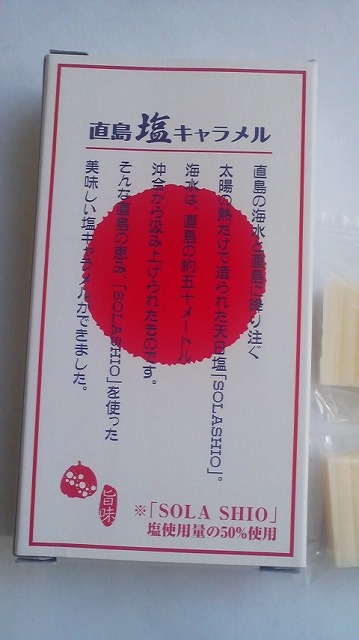 直島塩キャラメル
直島の海水と直島に降り注ぐ
太陽の熱だけで造られた天日塩「SOLASHIO」。
海水は、直島の約五十メートル
沖合から汲み上げられたものです。
そんな直島の恵み「SOLASHIO」を使った
美味しい塩キャラメルができました。
旨味
※「SOLA SHIO」
塩使用量の50%使用